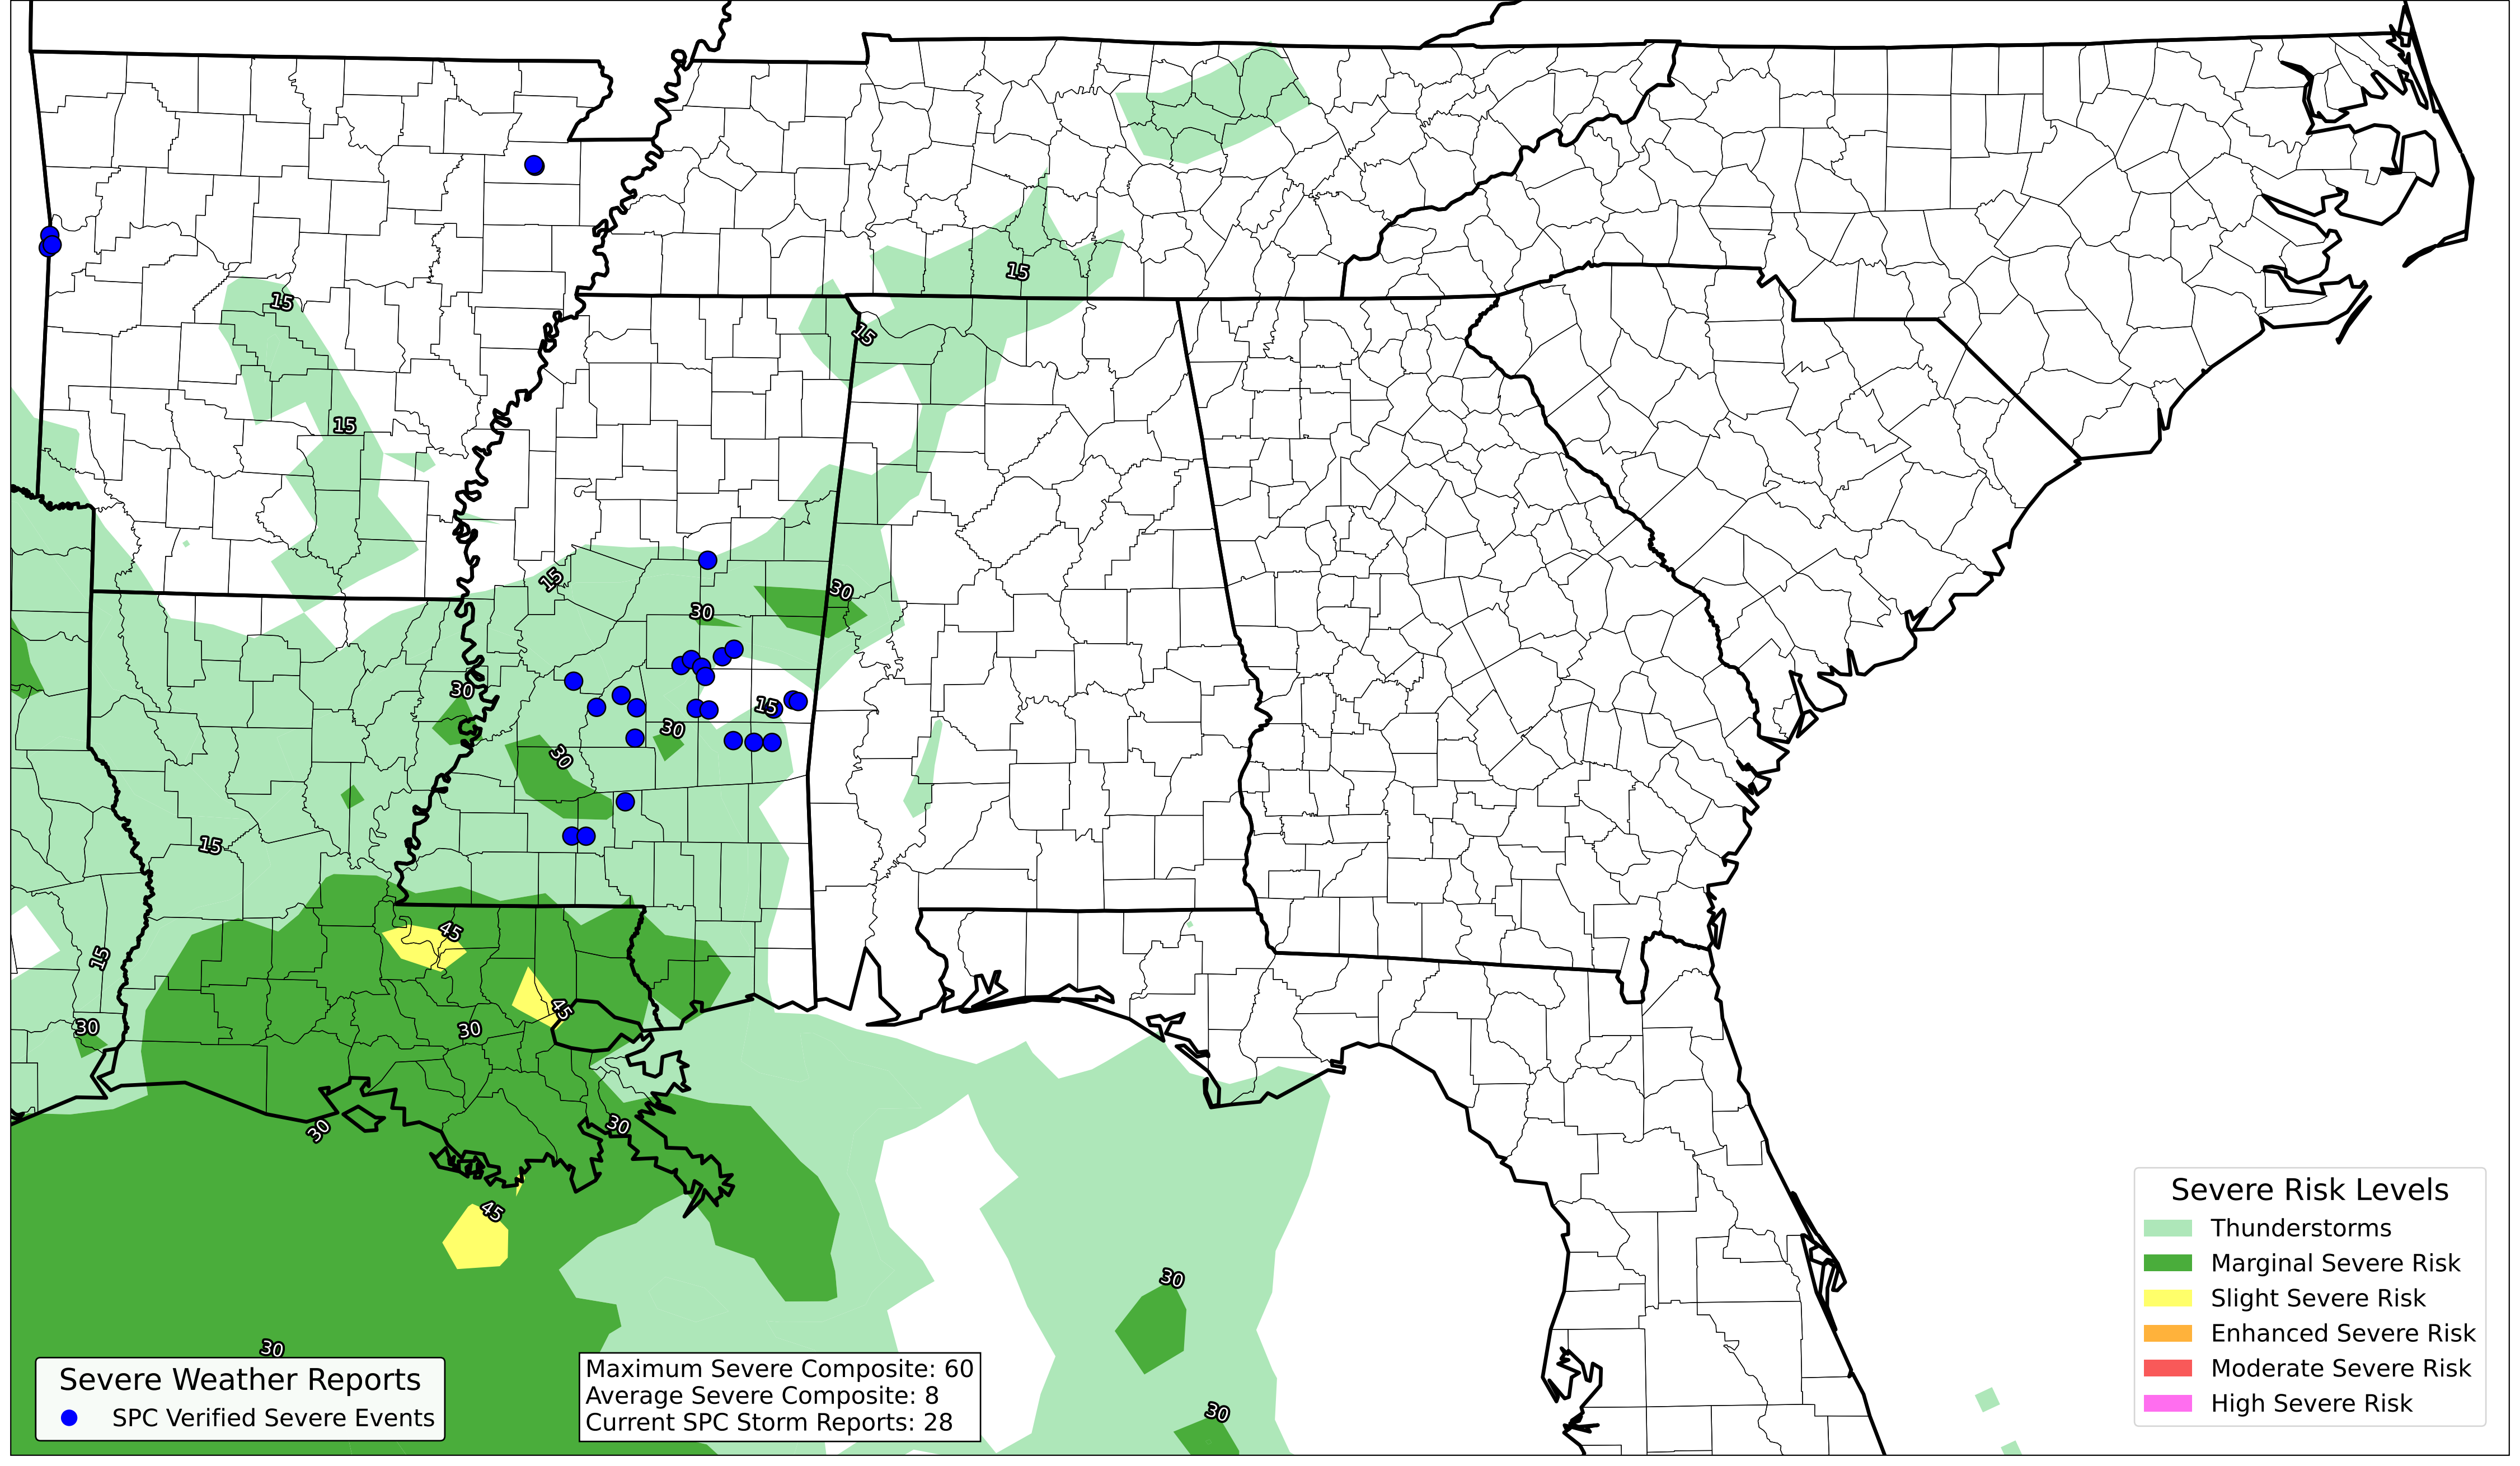 15
15
15
15
30
15
30
30
15
30
30
15
45
15
30
45
30
30
30
45
30
30
30
Severe Weather Reports
SPC Verified Severe Events
Maximum Severe Composite: 60
Average Severe Composite: 8
Current SPC Storm Reports: 28
Severe Risk Levels
Thunderstorms
Marginal Severe Risk
Slight Severe Risk
Enhanced Severe Risk
Moderate Severe Risk
High Severe Risk